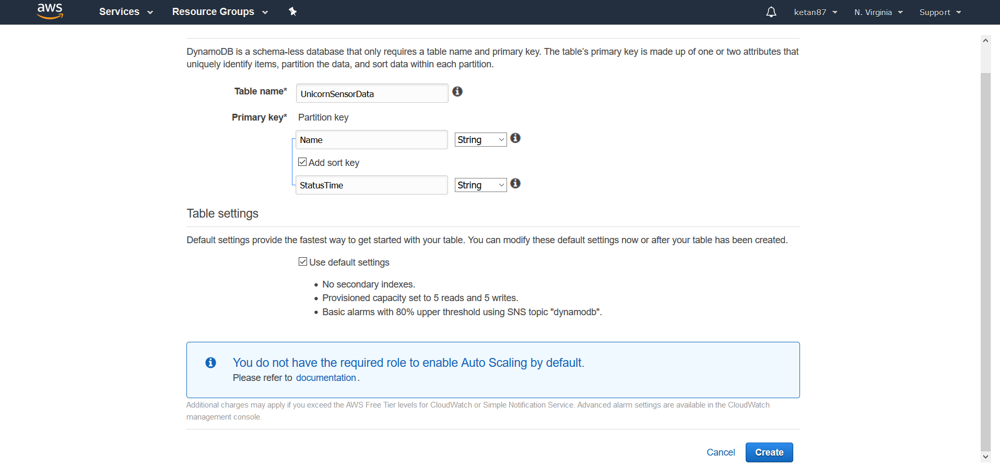 aws Services Resource Groups ketan87 N. Virginia Support
DynamoDB is a schema-less database that only requires a table name and primary key. The table’s primary key is made up of one or two attributes that
uniquely identify items, partition the data, and sort data within each partition.
Table name* UnicornSensorData
Primary key* Partition key
Name String
Add sort key
StatusTime String
Table settings
Default settings provide the fastest way to get started with your table. You can modify these default settings now or after your table has been created.
Use default settings
• No secondary indexes.
• Provisioned capacity set to 5 reads and 5 writes.
• Basic alarms with 80% upper threshold using SNS topic "dynamodb".
You do not have the required role to enable Auto Scaling by default.
Please refer to documentation.
Additional charges may apply if you exceed the AWS Free Tier levels for CloudWatch or Simple Notification Service. Advanced alarm settings are available in the CloudWatch
management console.
Cancel Create